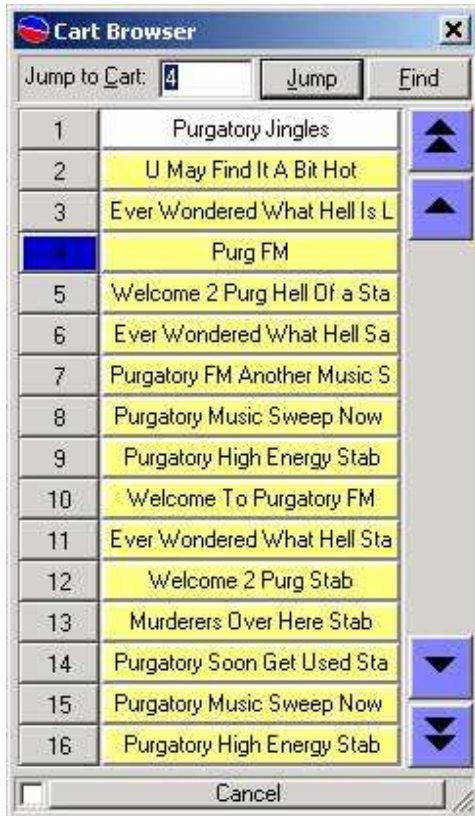 Cart Browser
Jump to Cart: 4 Jump Find
1 Purgatory Jingles
2 U May Find It A Bit Hot
3 Ever Wondered What Hell Is L
4 Purg FM
5 Welcome 2 Purg Hell Of a Sta
6 Ever Wondered What Hell Sa
7 Purgatory FM Another Music S
8 Purgatory Music Sweep Now
9 Purgatory High Energy Stab
10 Welcome To Purgatory FM
11 Ever Wondered What Hell Sta
12 Welcome 2 Purg Stab
13 Murderers Over Here Stab
14 Purgatory Soon Get Used Sta
15 Purgatory Music Sweep Now
16 Purgatory High Energy Stab
Cancel